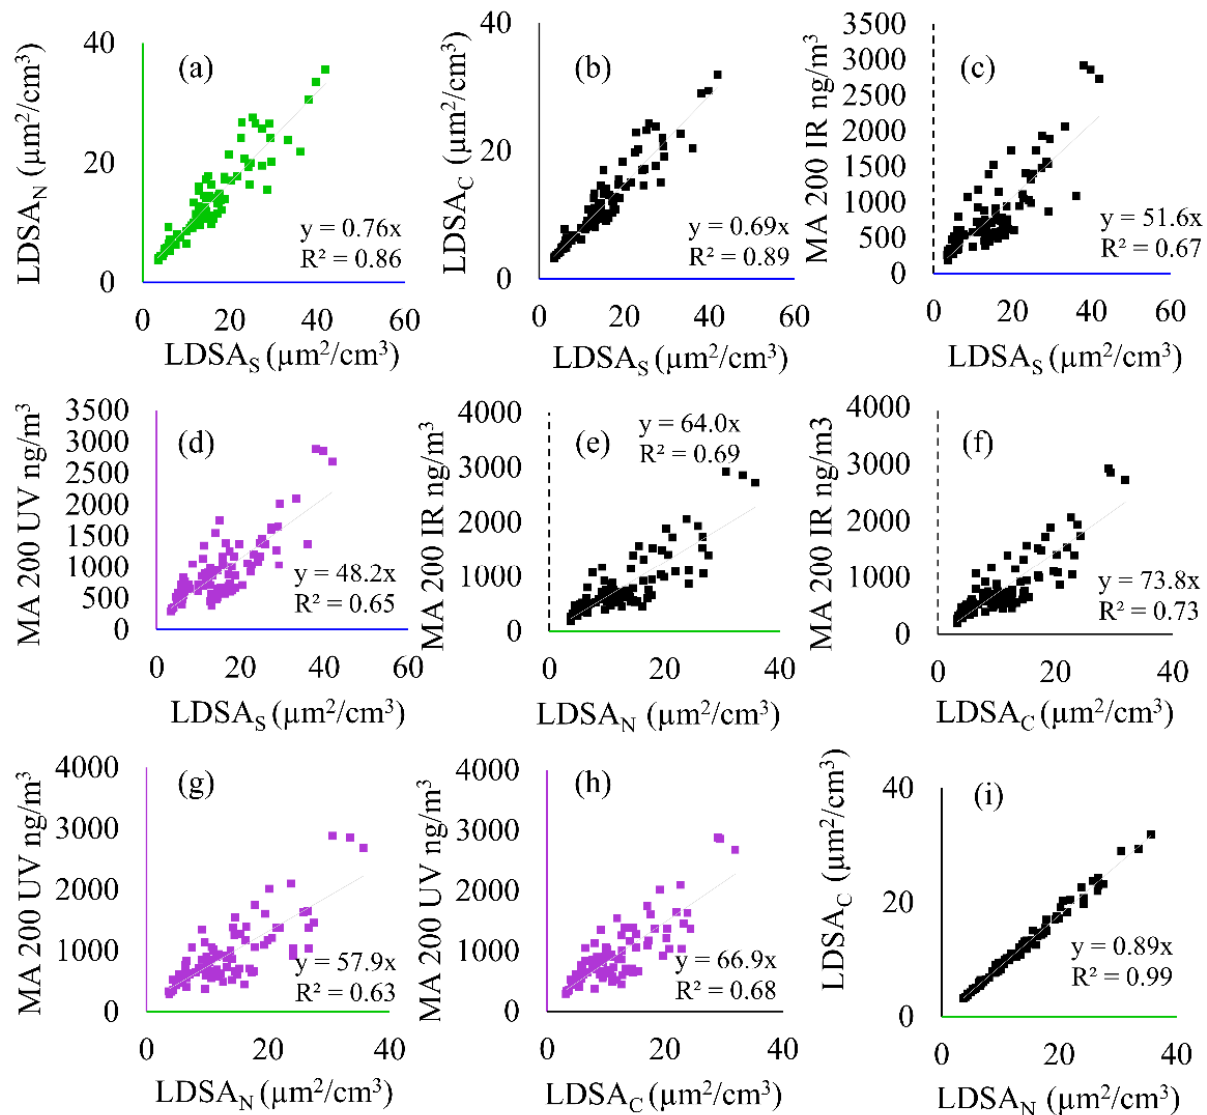 (a)
LDSA_N (µm²/cm³)
40
20
0
y = 0.76x
R² = 0.86
0 20 40 60
LDSA_S (µm²/cm³)
(b)
LDSA_C (µm²/cm³)
40
20
0
y = 0.69x
R² = 0.89
0 20 40 60
LDSA_S (µm²/cm³)
(c)
MA 200 IR ng/m³
3500
3000
2500
2000
1500
1000
500
0
y = 51.6x
R² = 0.67
0 20 40 60
LDSA_S (µm²/cm³)
(d)
MA 200 UV ng/m³
3500
3000
2500
2000
1500
1000
500
0
y = 48.2x
R² = 0.65
0 20 40 60
LDSA_S (µm²/cm³)
(e)
MA 200 IR ng/m³
4000
3000
2000
1000
0
y = 64.0x
R² = 0.69
0 20 40
LDSA_N (µm²/cm³)
(f)
MA 200 IR ng/m3
4000
3000
2000
1000
0
y = 73.8x
R² = 0.73
0 20 40
LDSA_C (µm²/cm³)
(g)
MA 200 UV ng/m³
4000
3000
2000
1000
0
y = 57.9x
R² = 0.63
0 20 40
LDSA_N (µm²/cm³)
(h)
MA 200 UV ng/m³
4000
3000
2000
1000
0
y = 66.9x
R² = 0.68
0 20 40
LDSA_C (µm²/cm³)
(i)
LDSA_C (µm²/cm³)
40
20
0
y = 0.89x
R² = 0.99
0 20 40
LDSA_N (µm²/cm³)